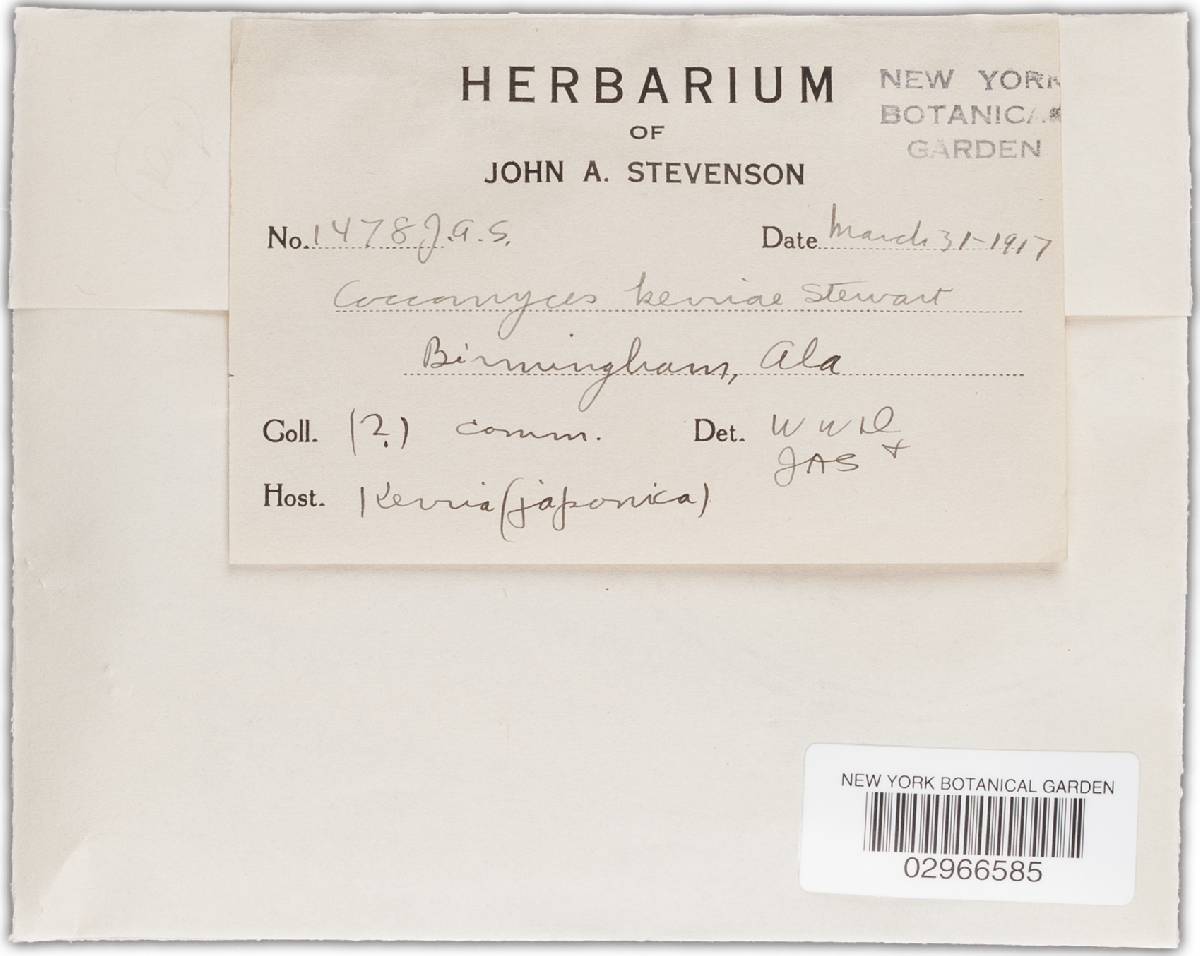 HERBARIUM
OF
JOHN A. STEVENSON
NEW YORK
BOTANICAL
GARDEN
No. 1478 J.A.S. Date March 31-1917
Coccomyces kerriae Stewart
Birmingham, Ala
Coll. (?) comm. Det. W W D
JAS +
Host. Kerria (japonica)
NEW YORK BOTANICAL GARDEN
02966585